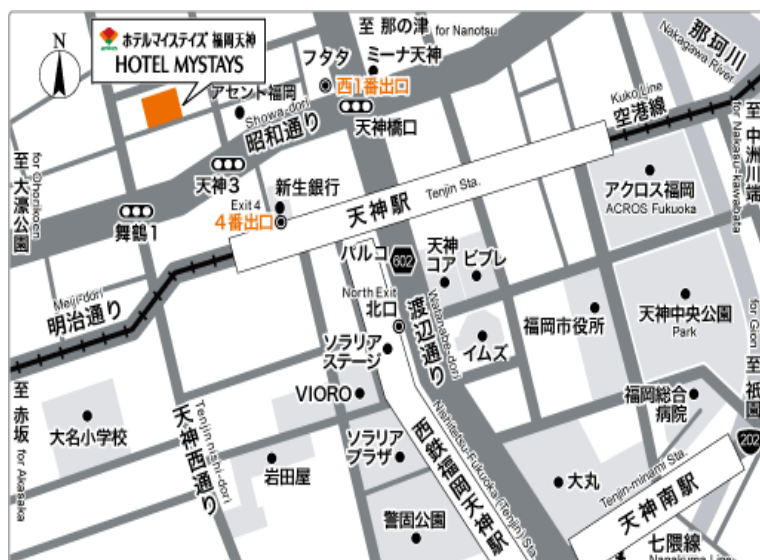 N
ホテルマイステイズ 福岡天神
HOTEL MYSTAYS
至 那の津
for Nanotsu
フタタ
ミーナ天神
西1番出口
アセント福岡
Showa-dori
昭和通り
天神橋口
那珂川
Nakagawa River
Kuko Line
空港線
至 中洲川端
for Nakasu-kawabata
for Ohorikoen
至 大濠公園
天神3
新生銀行
Exit 4
4番出口
舞鶴1
天神駅
Tenjin Sta.
アクロス福岡
ACROS Fukuoka
パルコ
602
天神
コア
ビブレ
North Exit
北口
渡辺通り
Watanabe-dori
Meiji-dori
明治通り
福岡市役所
天神中央公園
Park
for Gion
至 祇園
ソラリア
ステージ
イムズ
VIORO
福岡総合
病院
202
至 赤坂
for Akasaka
大名小学校
天神西通り
Tenjin nishi-dori
岩田屋
ソラリア
プラザ
Nishitetsu-Fukuoka (Tenjin) Sta.
西鉄福岡天神駅
大丸
Tenjin-minami Sta.
天神南駅
警固公園
七隈線
Nanakuma Line